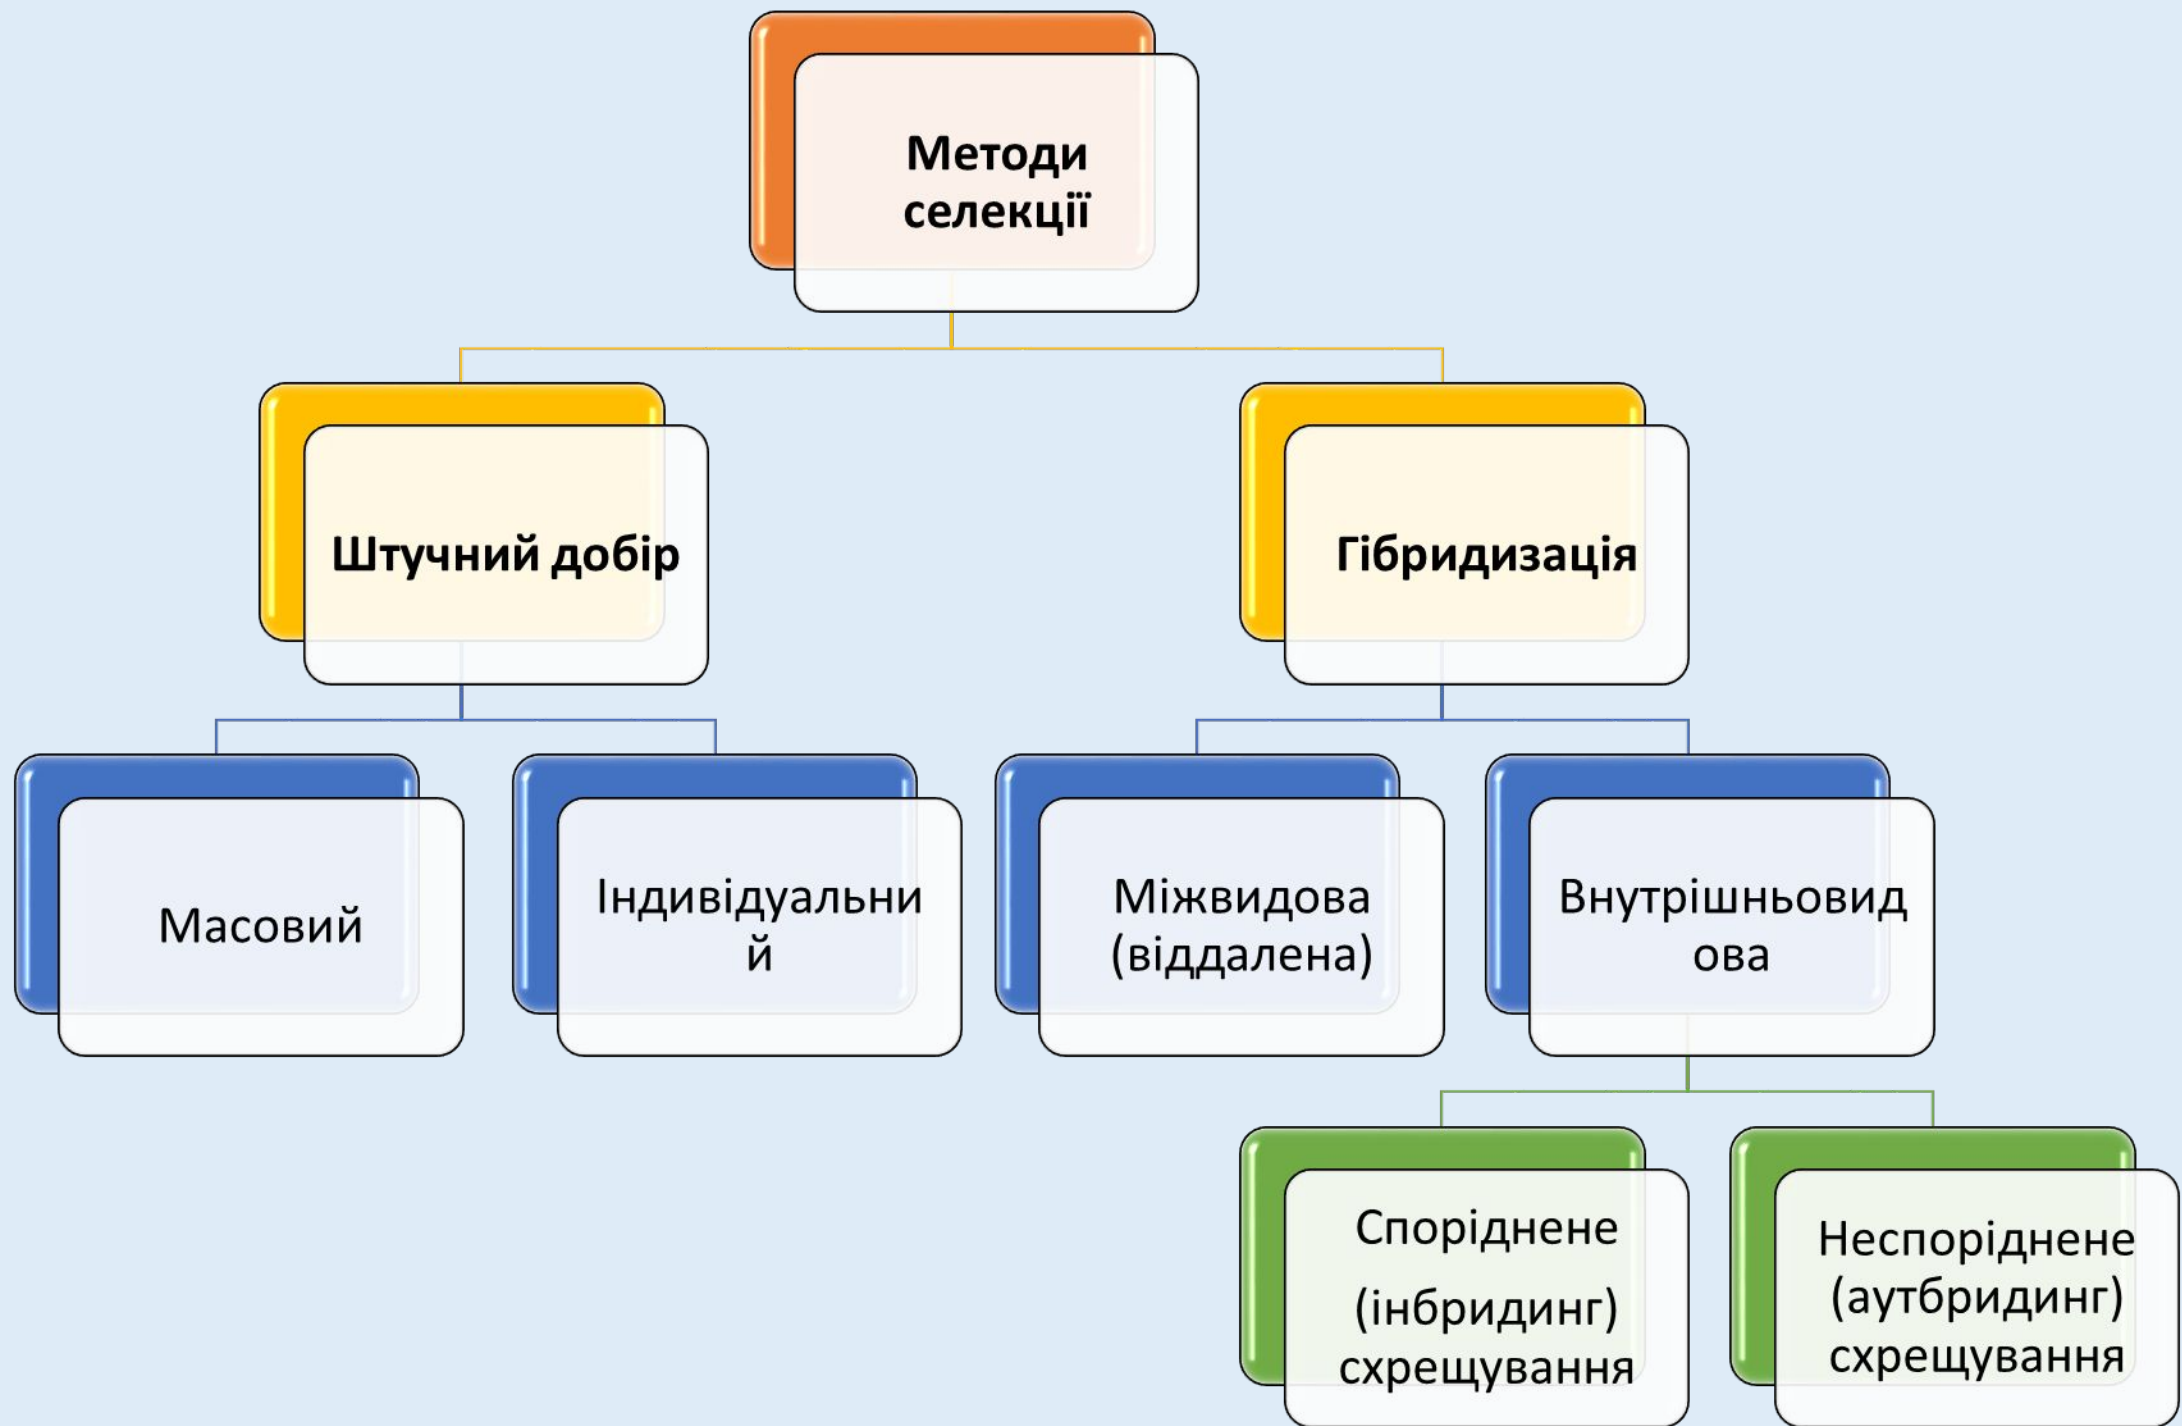 Методи
селекції
Штучний добір
Гібридизація
Масовий
Індивідуальни
й
Міжвидова
(віддалена)
Внутрішньовид
ова
Споріднене
(інбридинг)
схрещування
Неспоріднене
(аутбридинг)
схрещування